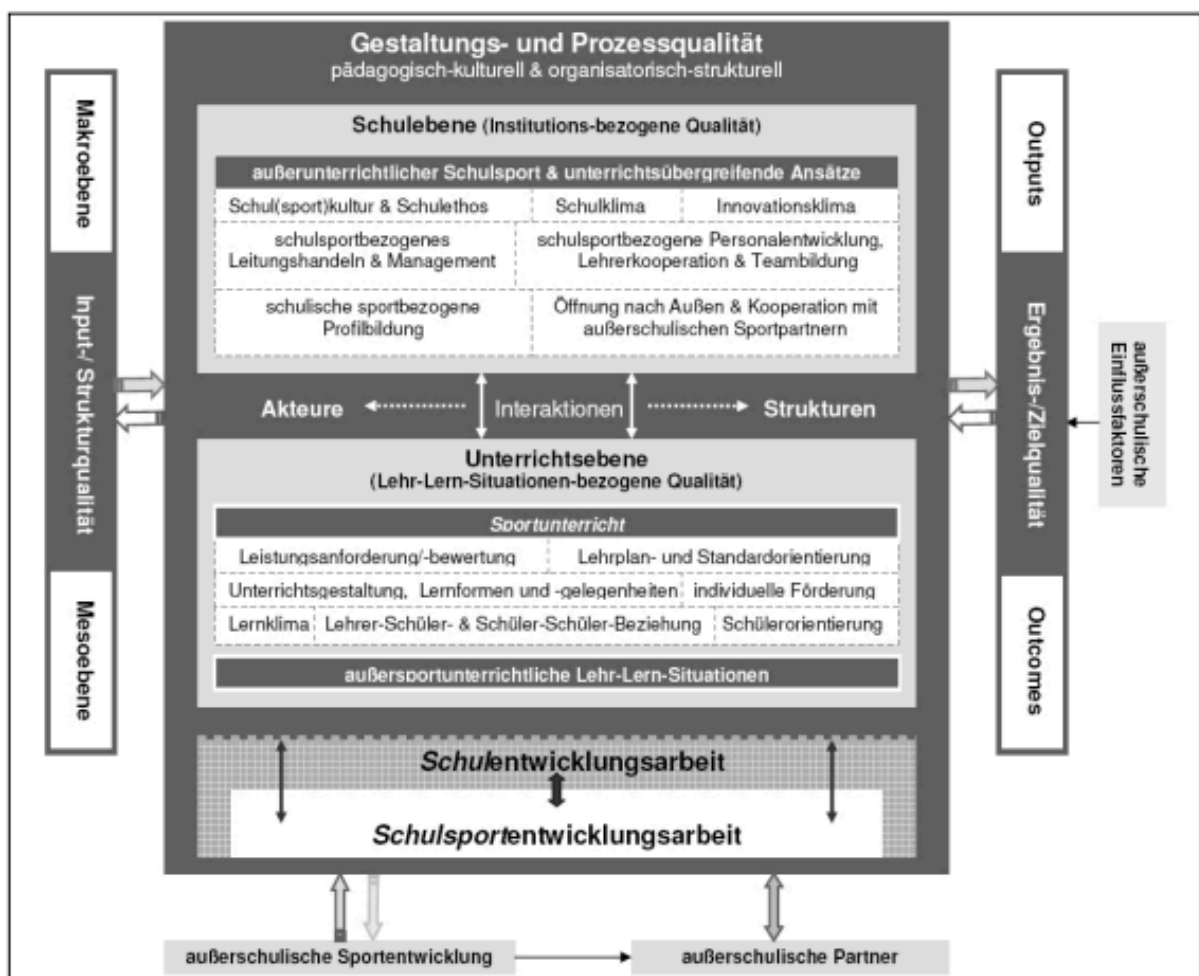 Gestaltungs- und Prozessqualität
pädagogisch-kulturell & organisatorisch-strukturell
Makroebene
Input-/ Strukturqualität
Mesoebene
Schulebene (Institutions-bezogene Qualität)
außerunterrichtlicher Schulsport & unterrichtsübergreifende Ansätze
Schul(sport)kultur & Schulethos
Schulklima
Innovationsklima
schulsportbezogenes
Leitungshandeln & Management
schulsportbezogene Personalentwicklung,
Lehrerkooperation & Teambildung
schulische sportbezogene
Profilbildung
Öffnung nach Außen & Kooperation mit
außerschulischen Sportpartnern
Akteure
Interaktionen
Strukturen
Unterrichtsebene
(Lehr-Lern-Situationen-bezogene Qualität)
Sportunterricht
Leistungsanforderung/-bewertung
Lehrplan- und Standardorientierung
Unterrichtsgestaltung, Lernformen und -gelegenheiten
individuelle Förderung
Lernklima
Lehrer-Schüler- & Schüler-Schüler-Beziehung
Schülerorientierung
außersportunterrichtliche Lehr-Lern-Situationen
Schulentwicklungsarbeit
Schulsportentwicklungsarbeit
Outputs
Ergebnis-/Zielqualität
Outcomes
außerschulische
Einflussfaktoren
außerschulische Sportentwicklung
außerschulische Partner